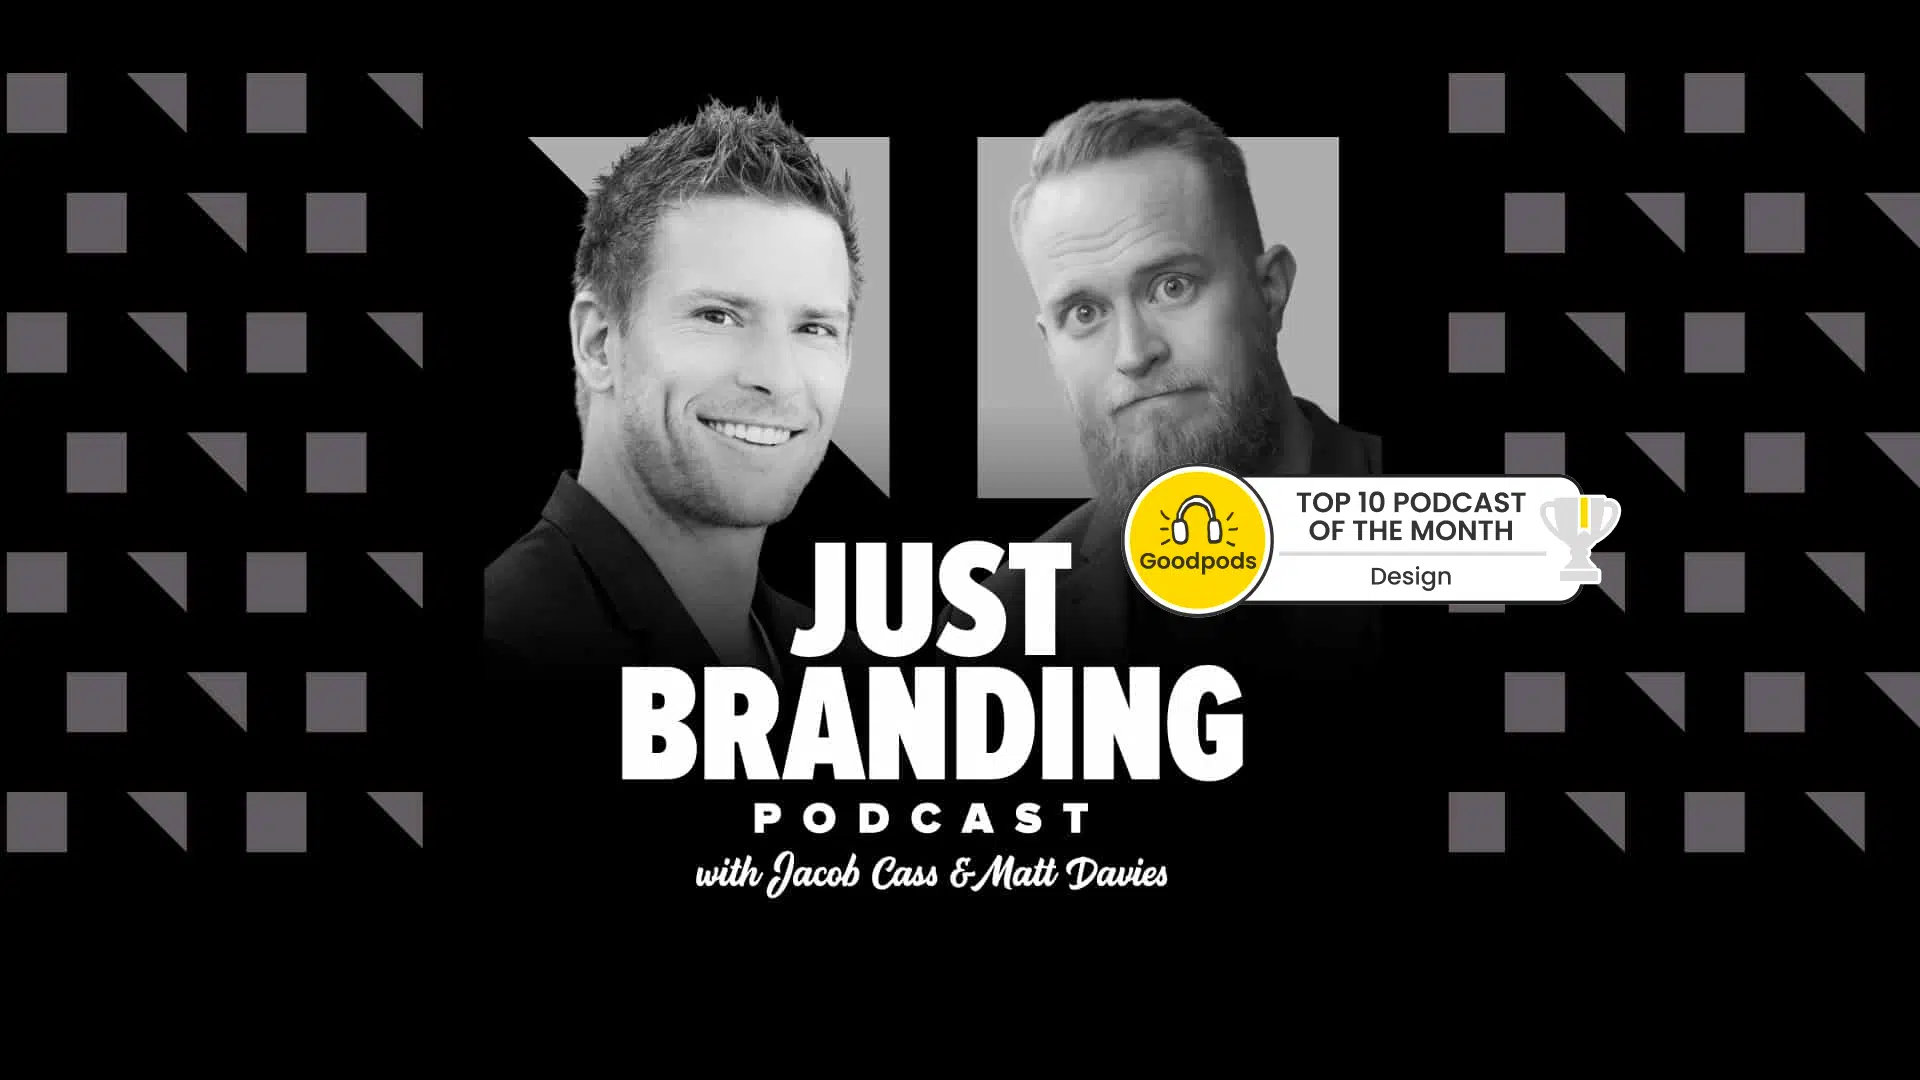 Goodpods
TOP 10 PODCAST
OF THE MONTH
Design
JUST
BRANDING
PODCAST
with Jacob Cass & Matt Davies